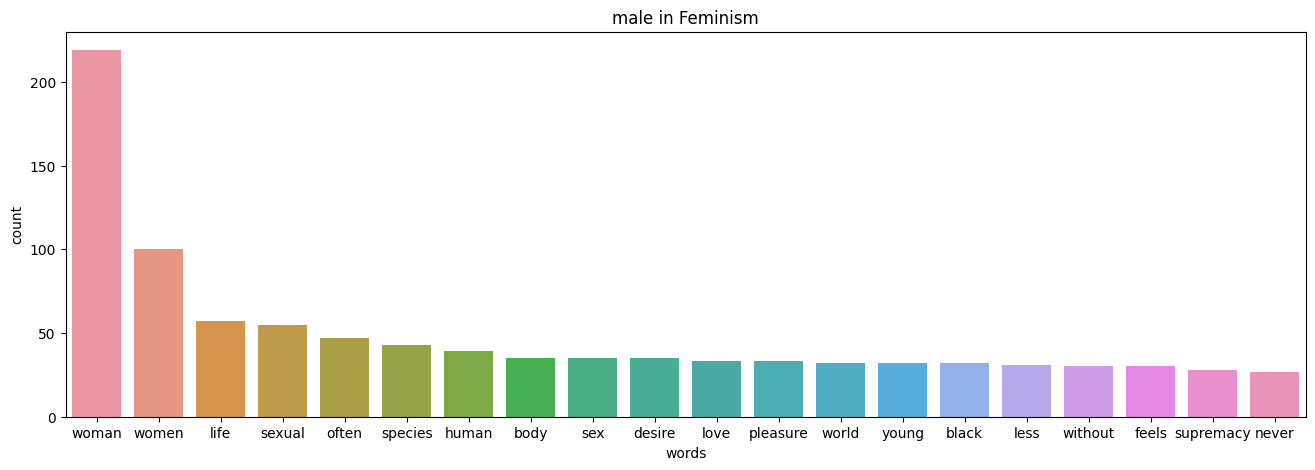 male in Feminism
200
150
100
50
0
count
woman women life sexual often species human body sex desire love pleasure world young black less without feels supremacy never
words